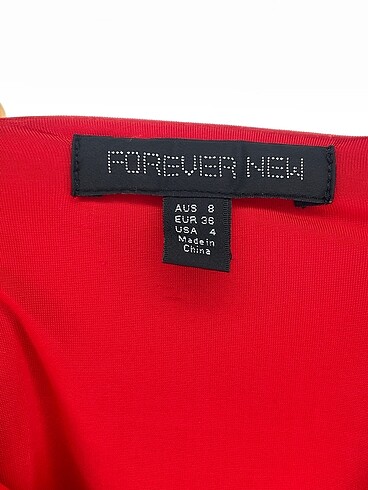 FOREVER NEW
AUS 8
EUR 36
USA 4
Made in
China